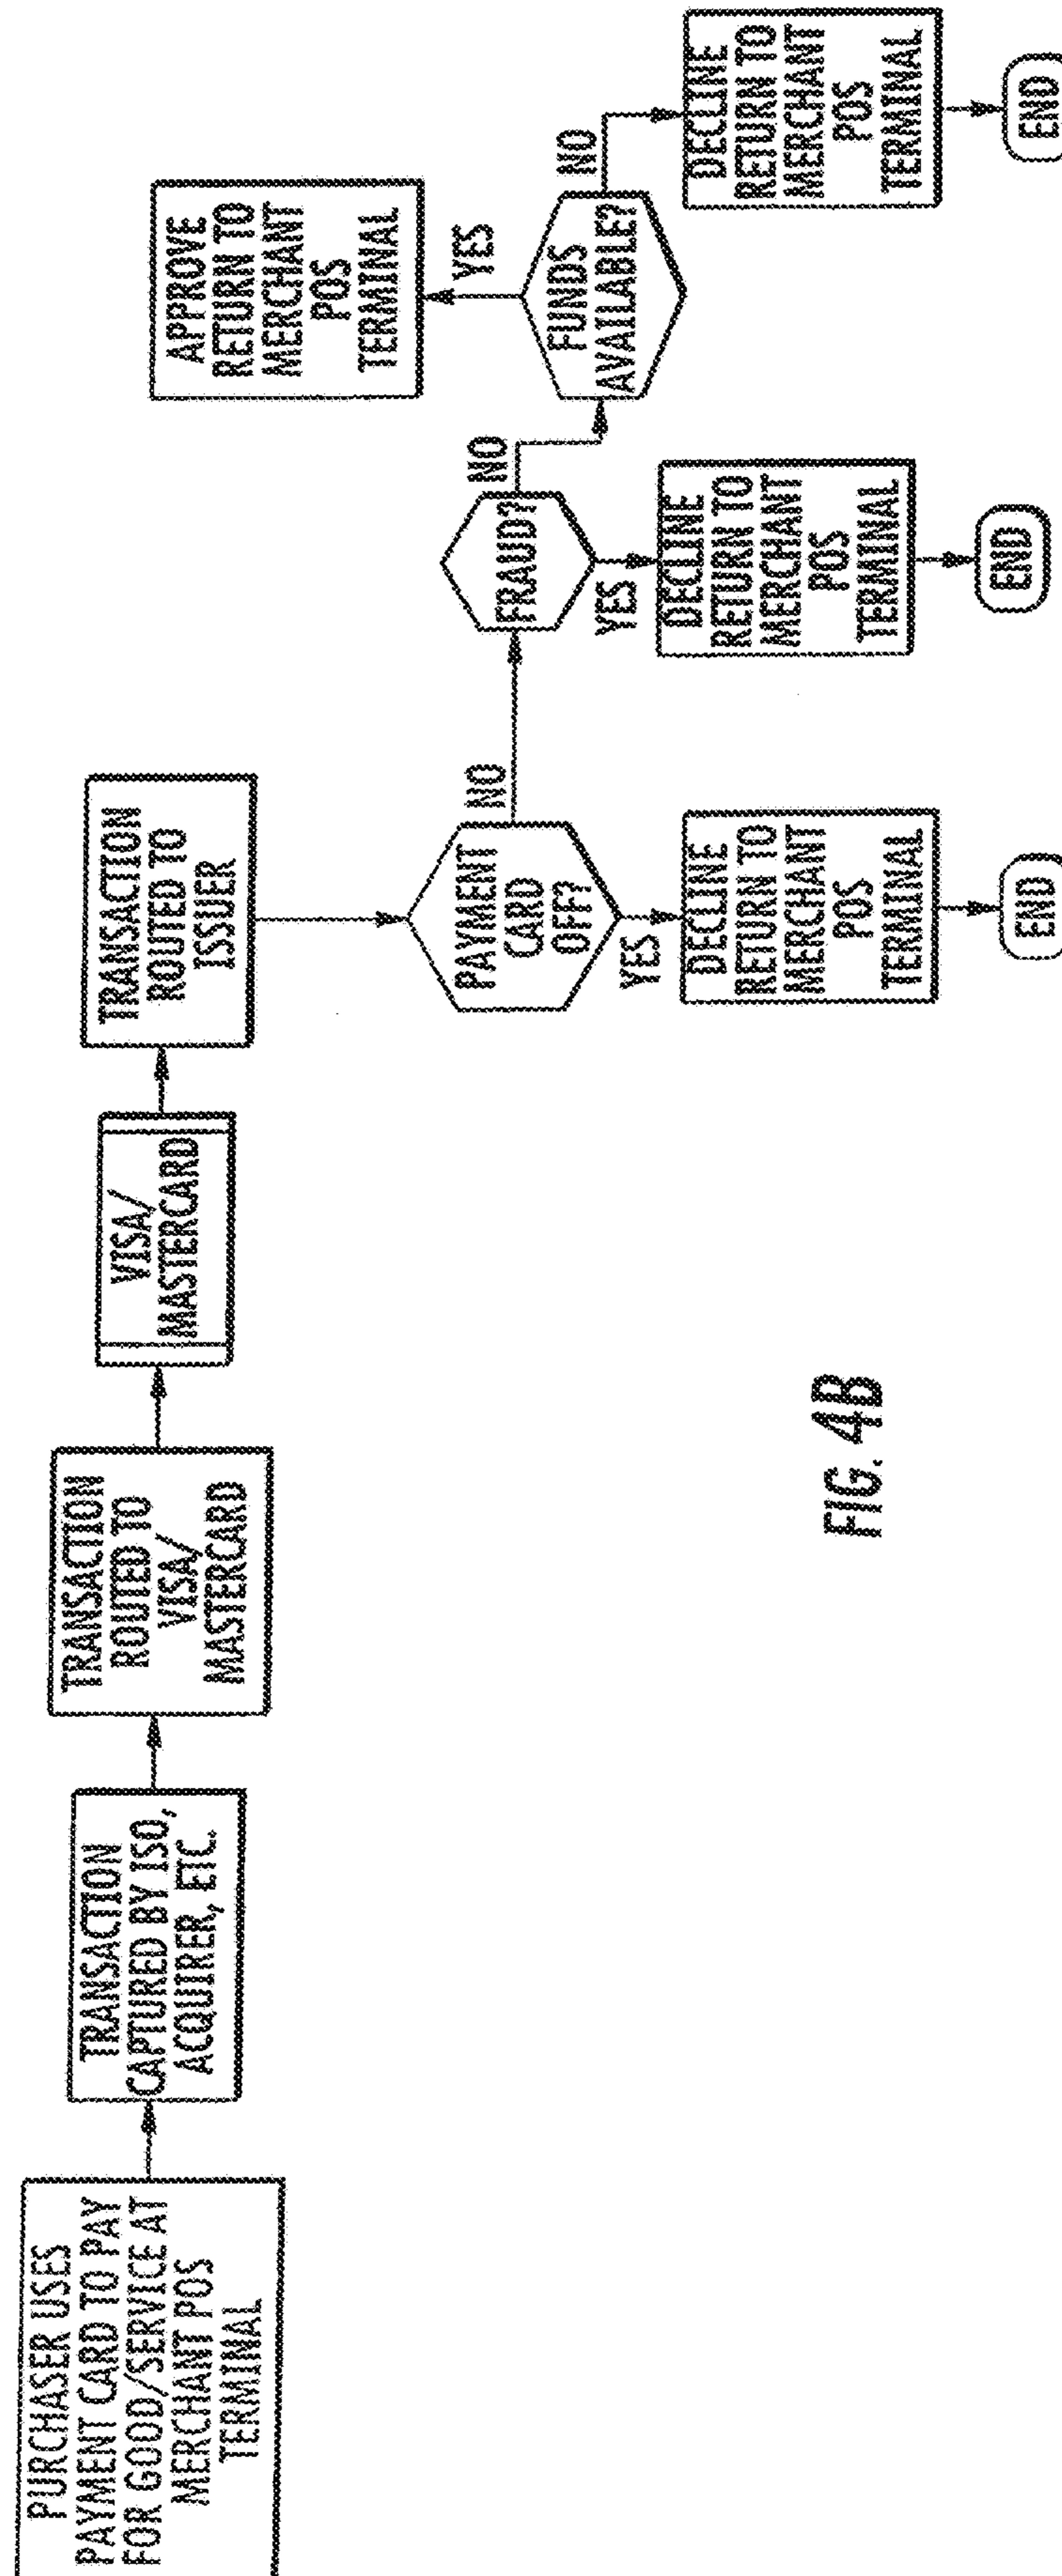 PURCHASER USES
PAYMENT CARD TO PAY
FOR GOOD/SERVICE AT
MERCHANT POS
TERMINAL
TRANSACTION
CAPTURED BY ISO,
ACQUIRER, ETC.
TRANSACTION
ROUTED TO
VISA/
MASTERCARD
VISA/
MASTERCARD
TRANSACTION
ROUTED TO
ISSUER
PAYMENT
CARD
OFF?
YES
NO
DECLINE
RETURN TO
MERCHANT
POS
TERMINAL
END
FRAUD?
YES
NO
DECLINE
RETURN TO
MERCHANT
POS
TERMINAL
END
FUNDS
AVAILABLE?
YES
NO
APPROVE
RETURN TO
MERCHANT
POS
TERMINAL
DECLINE
RETURN TO
MERCHANT
POS
TERMINAL
END
FIG. 4B